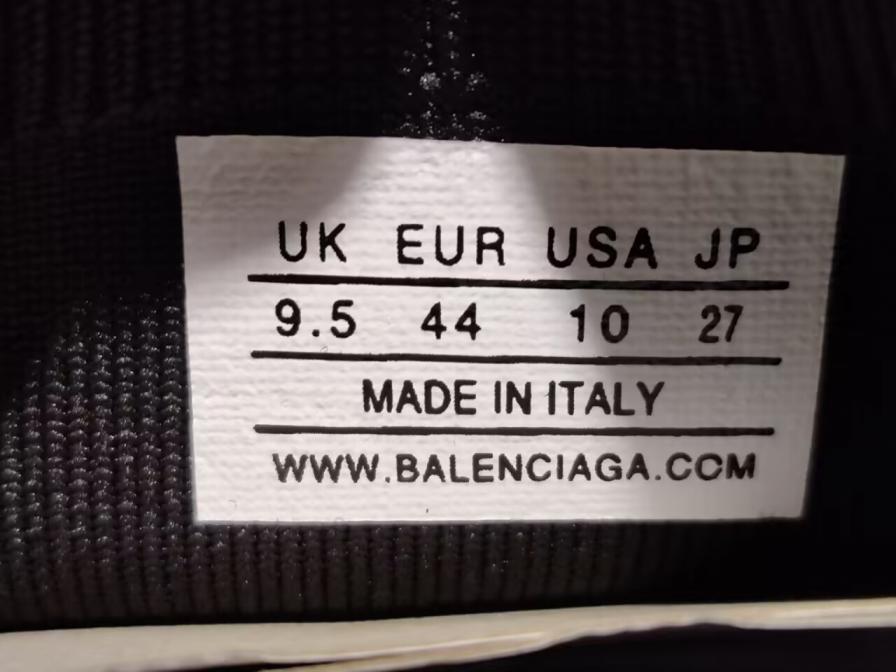 UK EUR USA JP
9.5 44 10 27
MADE IN ITALY
WWW.BALENCIAGA.COM